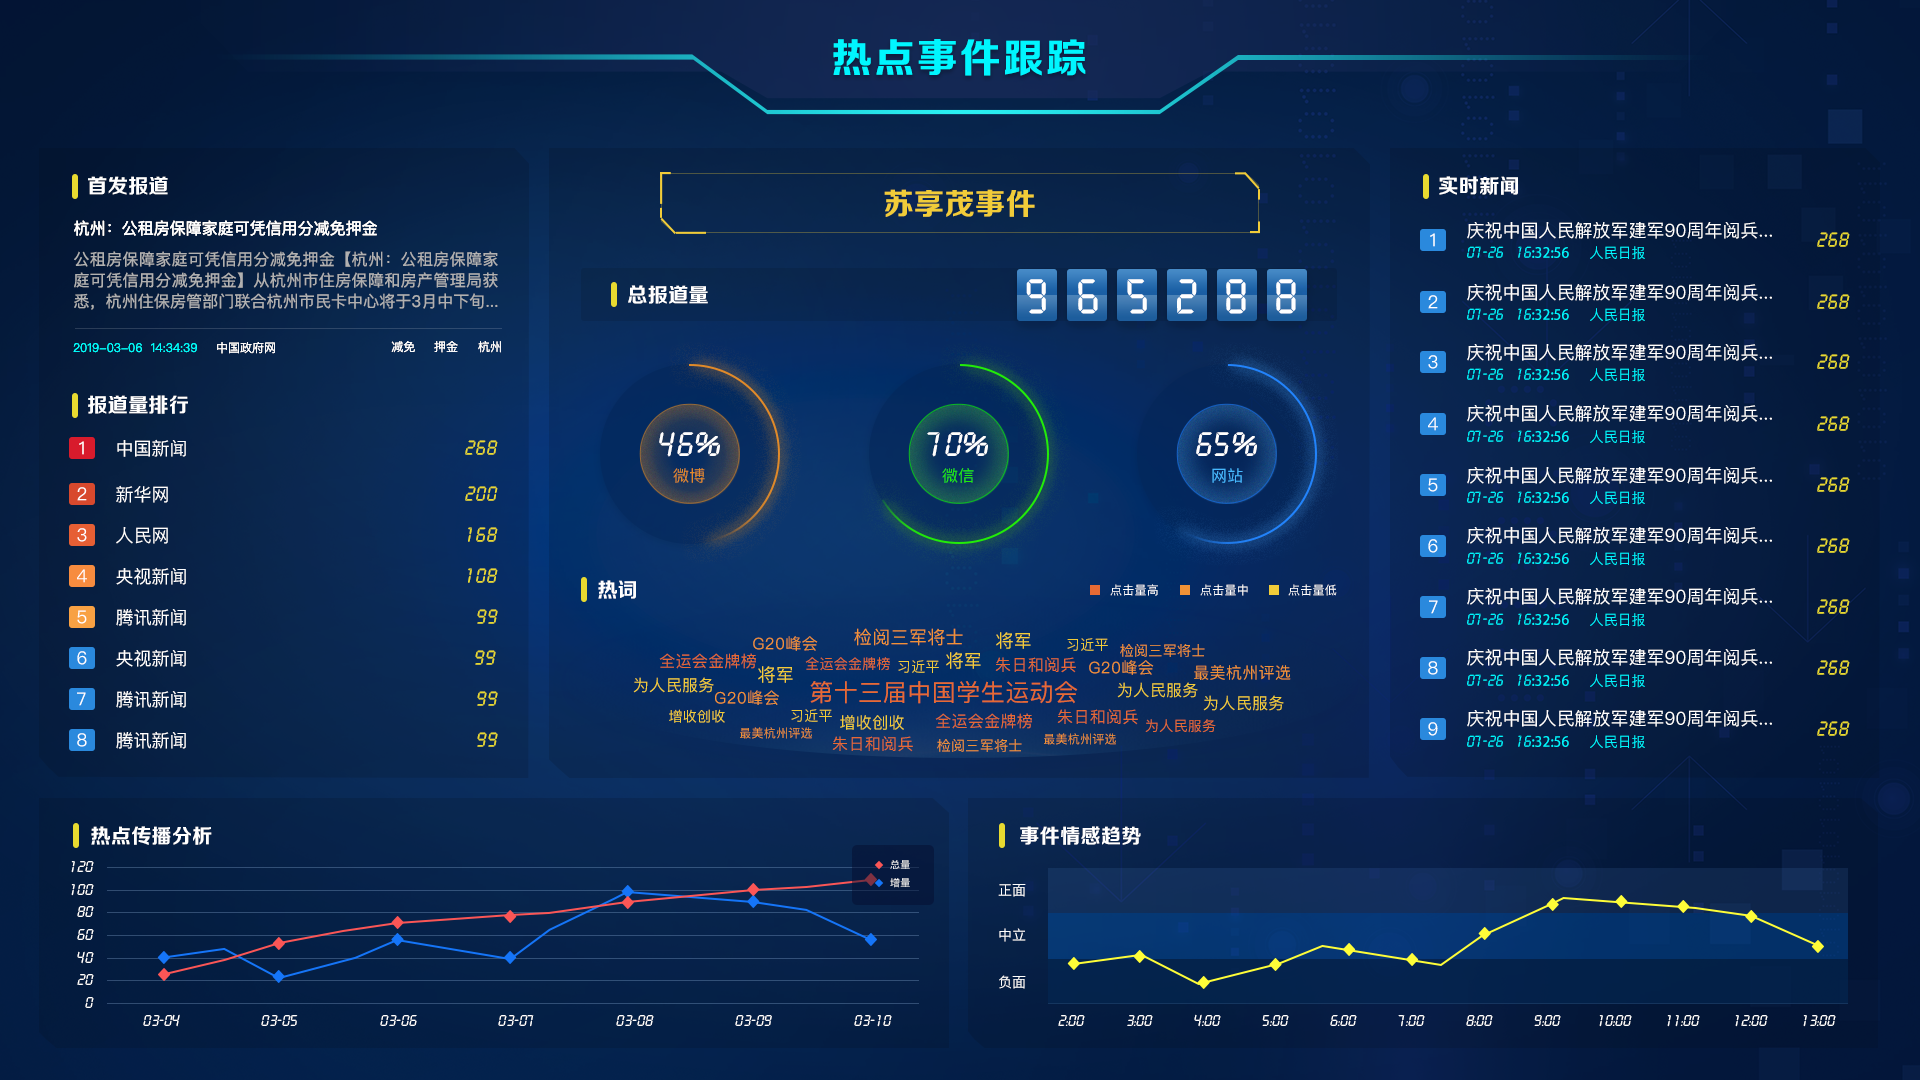 热点事件跟踪
首发报道
杭州：公租房保障家庭可凭信用分减免押金
公租房保障家庭可凭信用分减免押金【杭州：公租房保障家
庭可凭信用分减免押金】从杭州市住房保障和房产管理局获
悉，杭州住保房管部门联合杭州市民卡中心将于3月中下旬...
2019-03-06 14:34:39 中国政府网 减免 押金 杭州
报道量排行
1 中国新闻 268
2 新华网 200
3 人民网 168
4 央视新闻 108
5 腾讯新闻 99
6 央视新闻 99
7 腾讯新闻 99
8 腾讯新闻 99
苏享茂事件
总报道量 965288
46%
微博
70%
微信
65%
网站
热词
点击量高 点击量中 点击量低
G20峰会 检阅三军将士 将军 习近平 检阅三军将士
全运会金牌榜 将军 全运会金牌榜 习近平 将军 朱日和阅兵 G20峰会 最美杭州评选
为人民服务 G20峰会 第十三届中国学生运动会 为人民服务 为人民服务
增收创收 习近平 增收创收 全运会金牌榜 朱日和阅兵 为人民服务
最美杭州评选 朱日和阅兵 检阅三军将士 最美杭州评选
实时新闻
1 庆祝中国人民解放军建军90周年阅兵... 268
07-26 16:32:56 人民日报
2 庆祝中国人民解放军建军90周年阅兵... 268
07-26 16:32:56 人民日报
3 庆祝中国人民解放军建军90周年阅兵... 268
07-26 16:32:56 人民日报
4 庆祝中国人民解放军建军90周年阅兵... 268
07-26 16:32:56 人民日报
5 庆祝中国人民解放军建军90周年阅兵... 268
07-26 16:32:56 人民日报
6 庆祝中国人民解放军建军90周年阅兵... 268
07-26 16:32:56 人民日报
7 庆祝中国人民解放军建军90周年阅兵... 268
07-26 16:32:56 人民日报
8 庆祝中国人民解放军建军90周年阅兵... 268
07-26 16:32:56 人民日报
9 庆祝中国人民解放军建军90周年阅兵... 268
07-26 16:32:56 人民日报
热点传播分析
总量
增量
120
100
80
60
40
20
0
03-04 03-05 03-06 03-07 03-08 03-09 03-10
事件情感趋势
正面
中立
负面
2:00 3:00 4:00 5:00 6:00 7:00 8:00 9:00 10:00 11:00 12:00 13:00